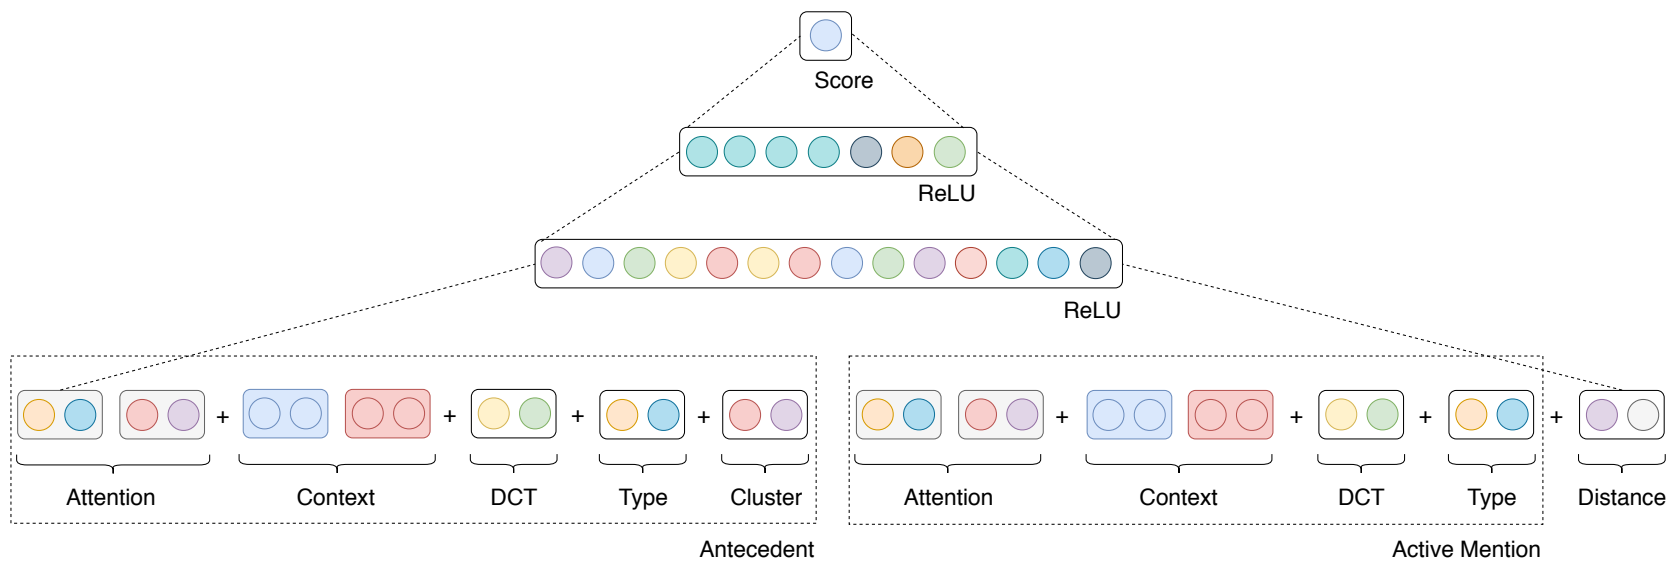 Score
ReLU
ReLU
+ + + + + + + +
Attention Context DCT Type Cluster Attention Context DCT Type Distance
Antecedent Active Mention